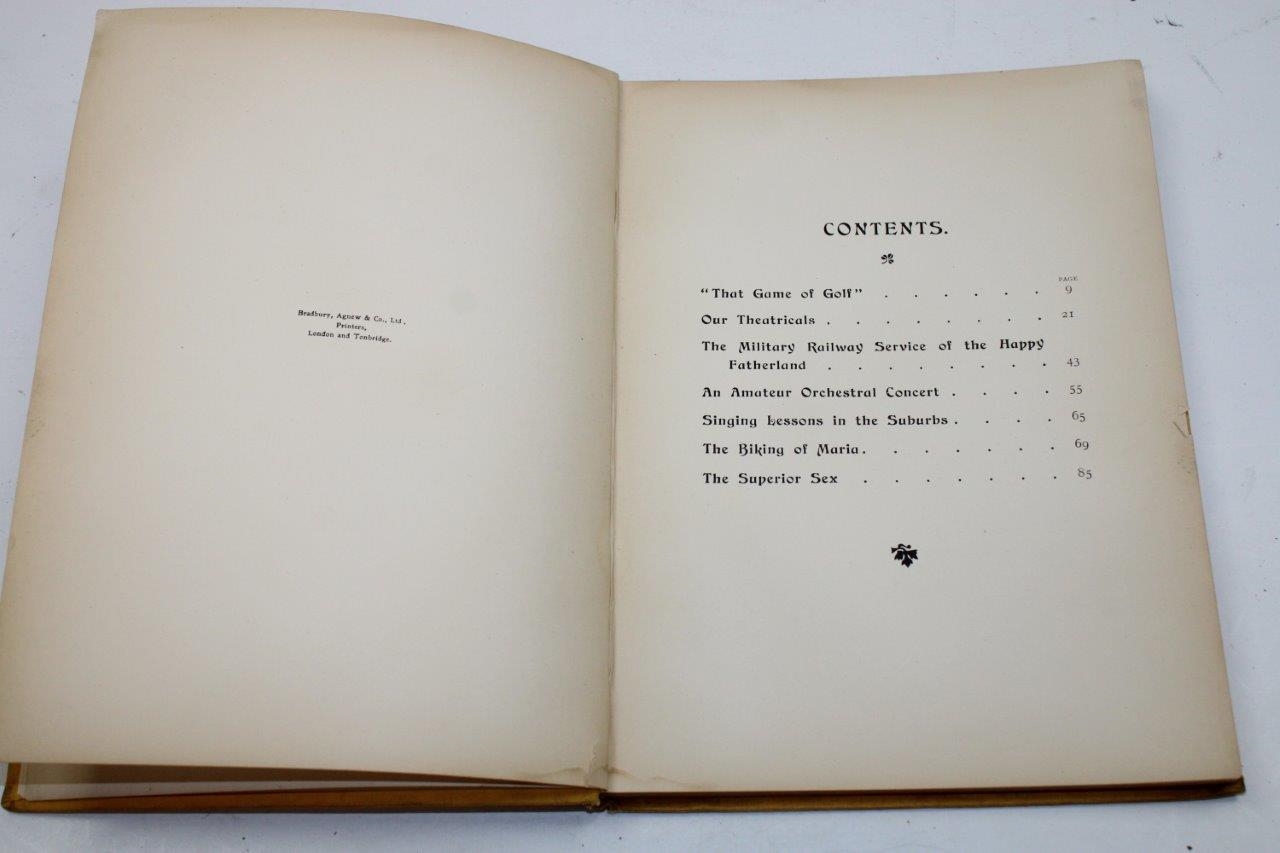 Bradbury, Agnew & Co., Ltd.,
Printers,
London and Tonbridge.
CONTENTS.
PAGE
"That Game of Golf" . . . . . . 9
Our Theatricals . . . . . . . . 21
The Military Railway Service of the Happy
Fatherland . . . . . . . . 43
An Amateur Orchestral Concert . . . . 55
Singing Lessons in the Suburbs . . . . 65
The Biking of Maria . . . . . . . 69
The Superior Sex . . . . . . . 85